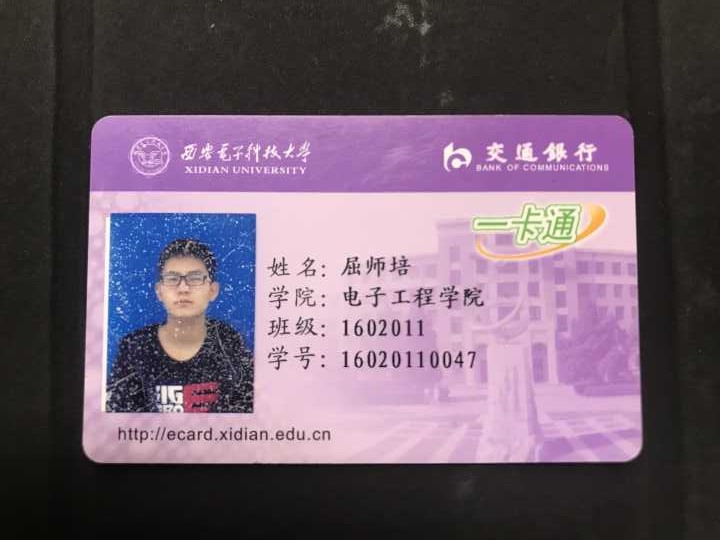 西安电子科技大学
XIDIAN UNIVERSITY
交通銀行
BANK OF COMMUNICATIONS
一卡通
姓名: 屈师培
学院: 电子工程学院
班级: 1602011
学号: 16020110047
IG
http://ecard.xidian.edu.cn